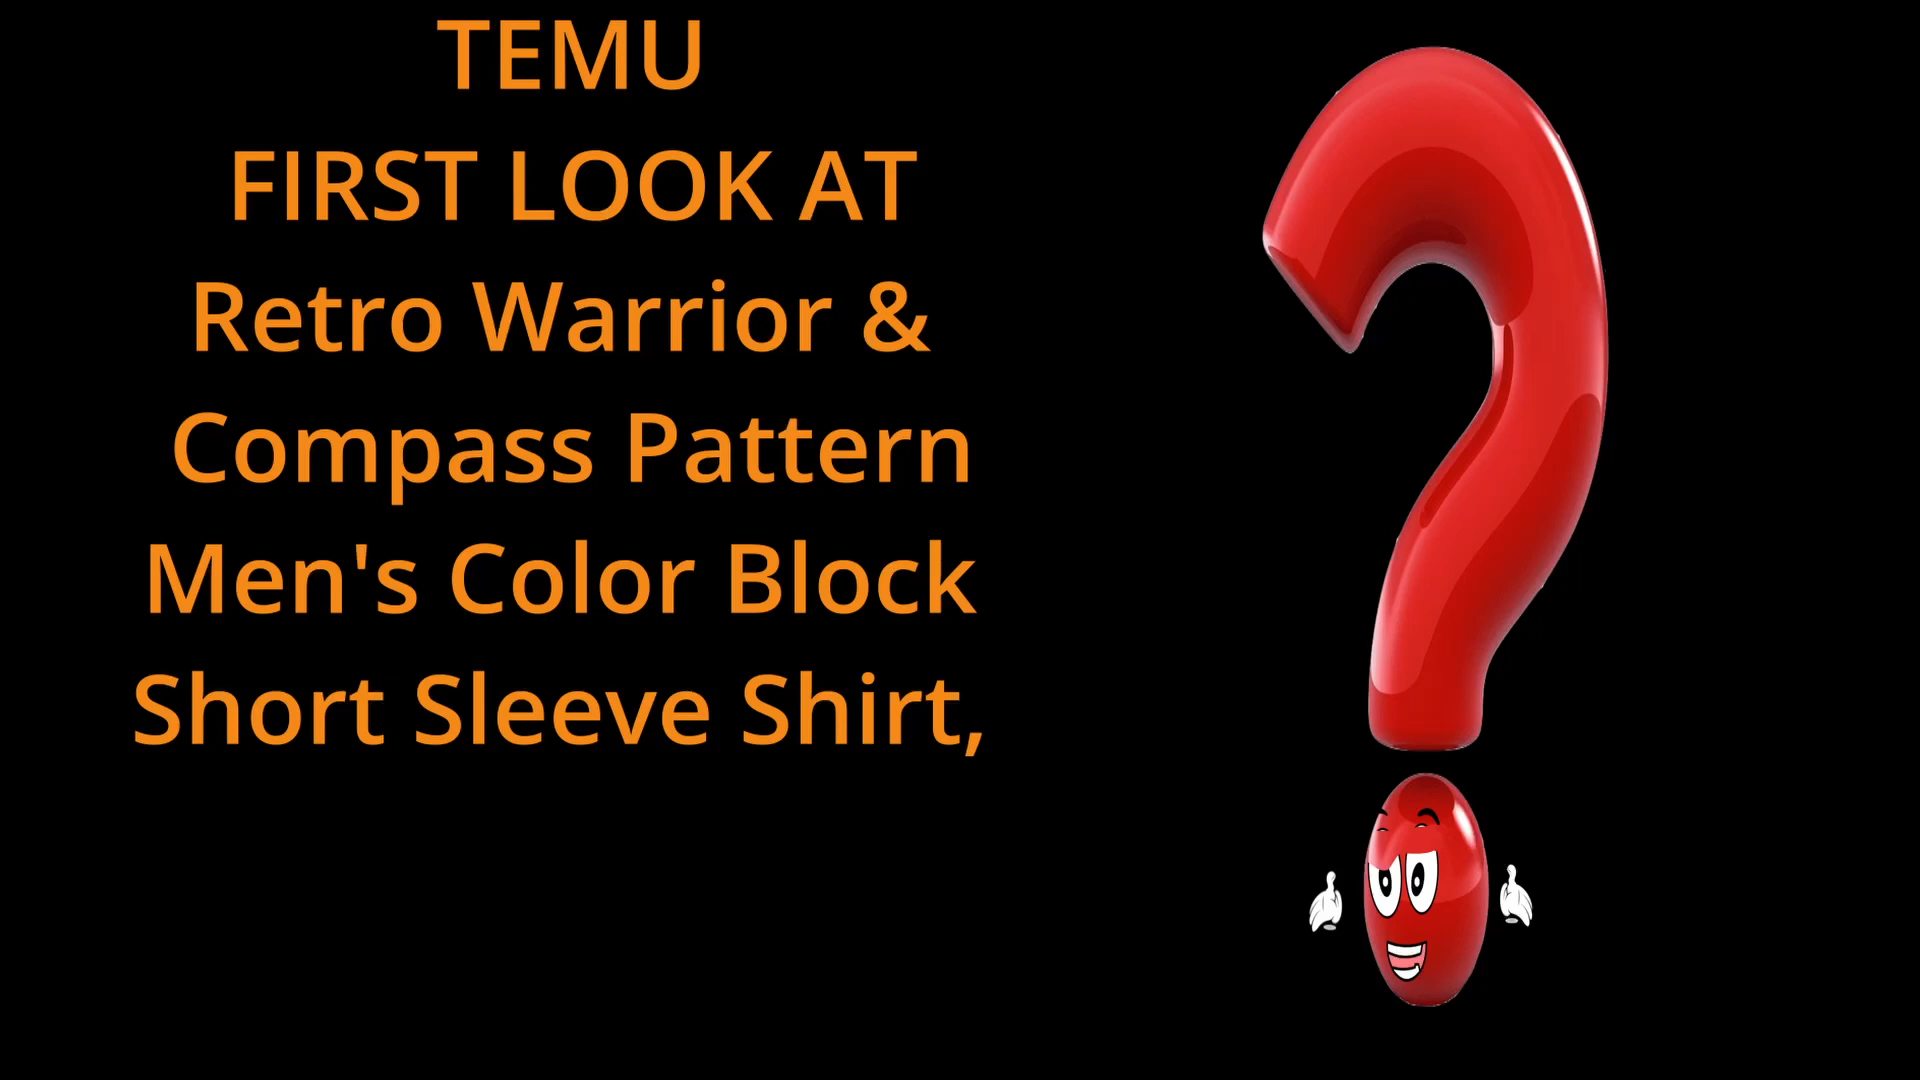 TEMU
FIRST LOOK AT
Retro Warrior &
Compass Pattern
Men's Color Block
Short Sleeve Shirt,